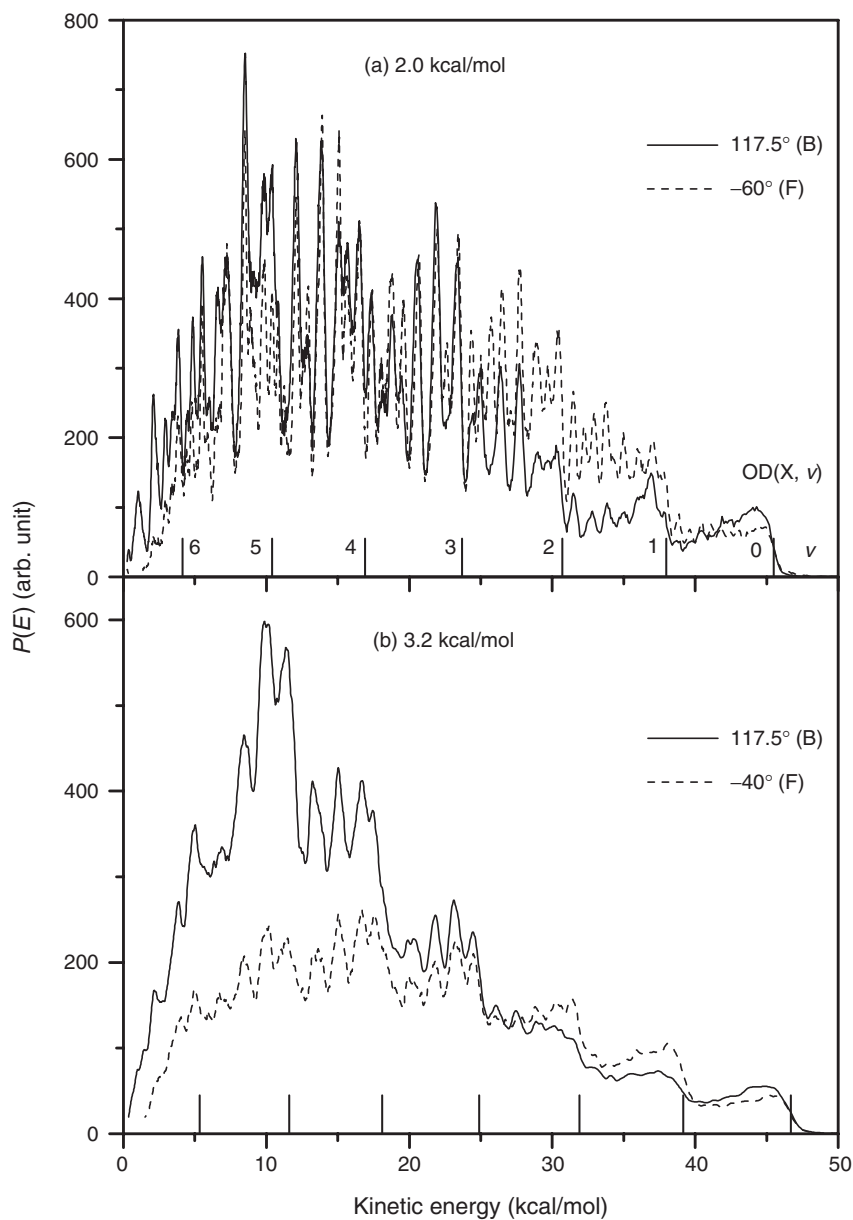 800
(a) 2.0 kcal/mol
117.5° (B)
–60° (F)
600
400
200
OD(X, v)
6 5 4 3 2 1 0 v
0
P(E) (arb. unit)
600
(b) 3.2 kcal/mol
117.5° (B)
–40° (F)
400
200
0
0 10 20 30 40 50
Kinetic energy (kcal/mol)